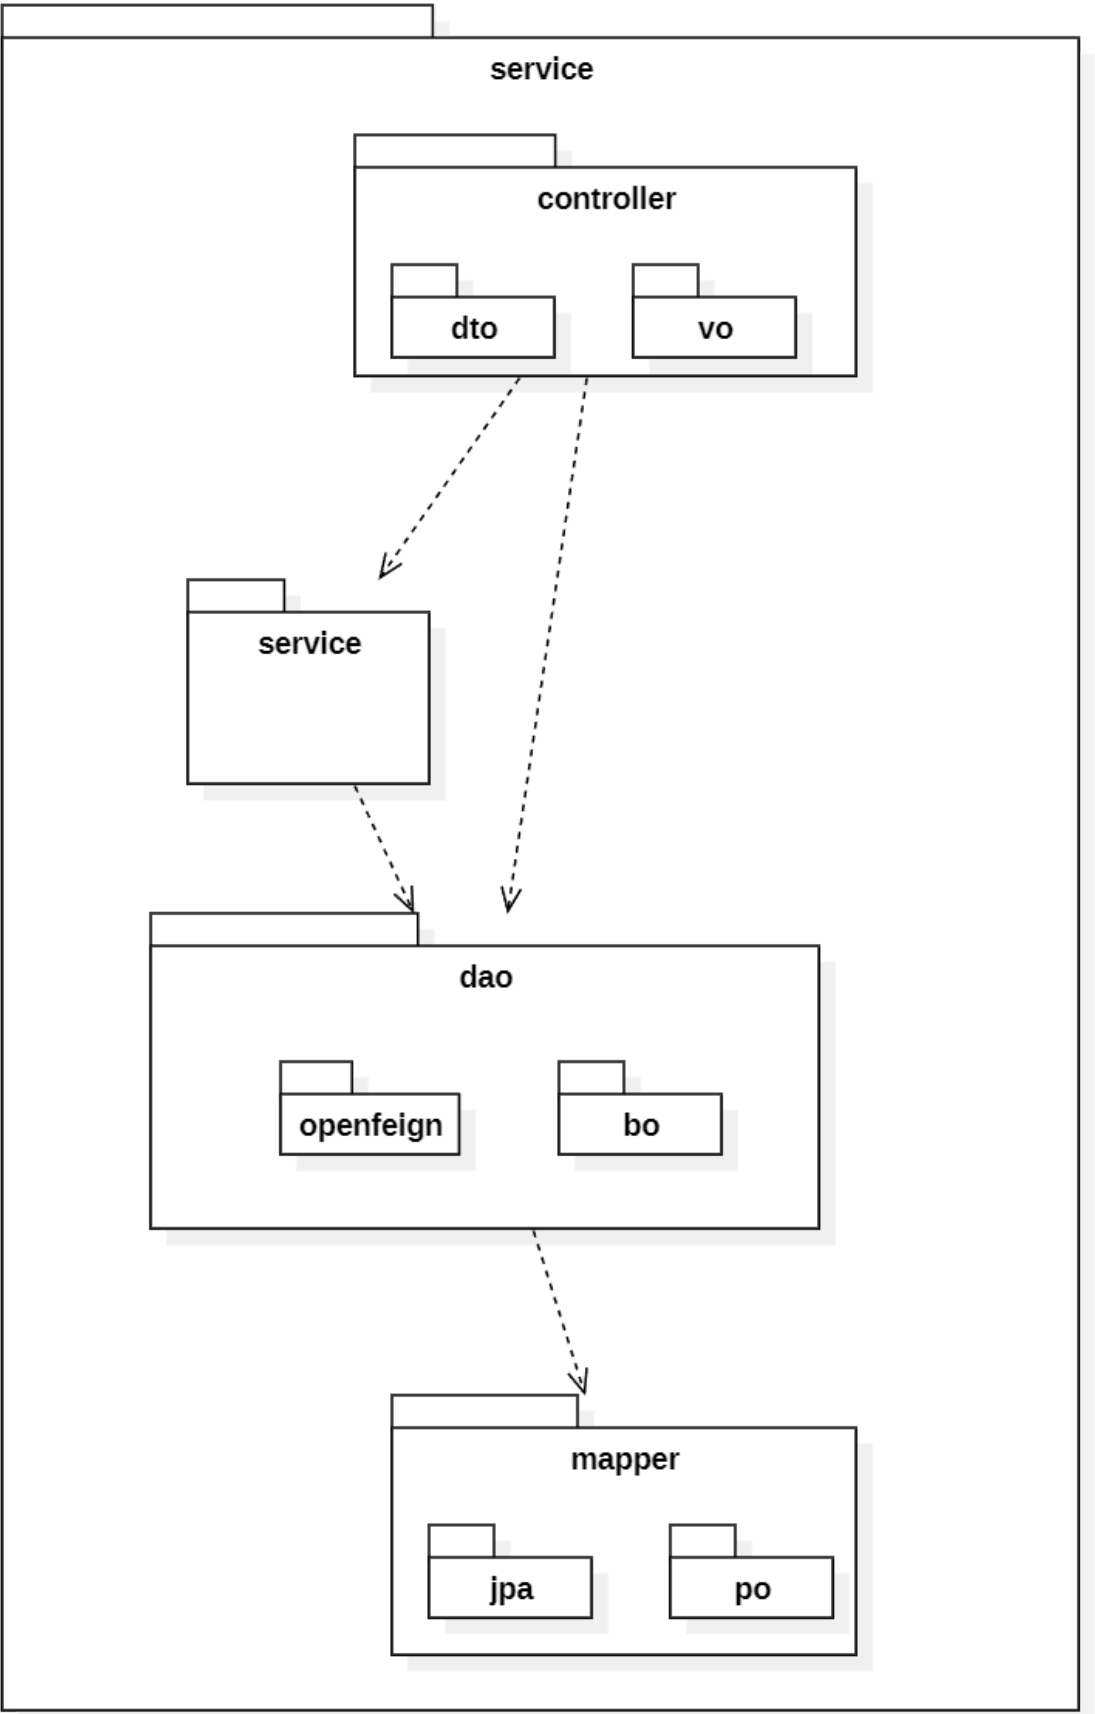 service
controller
dto
vo
service
dao
openfeign
bo
mapper
jpa
po